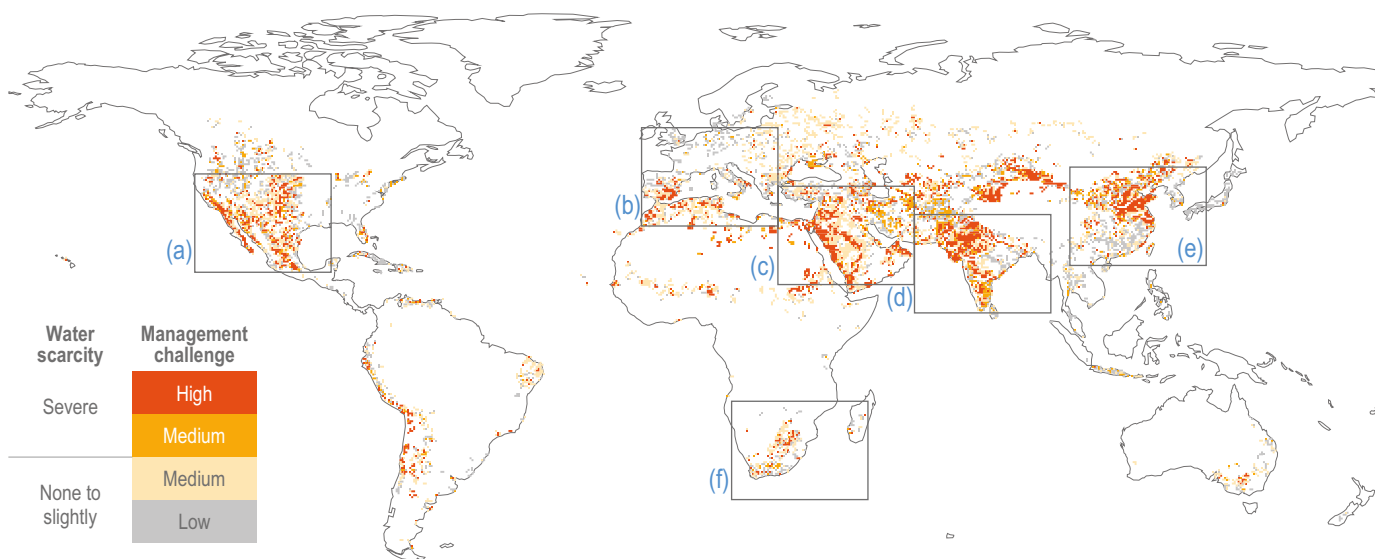 (a)
(b)
(c)
(d)
(e)
(f)
Water scarcity
Management challenge
Severe
High
Medium
None to slightly
Medium
Low